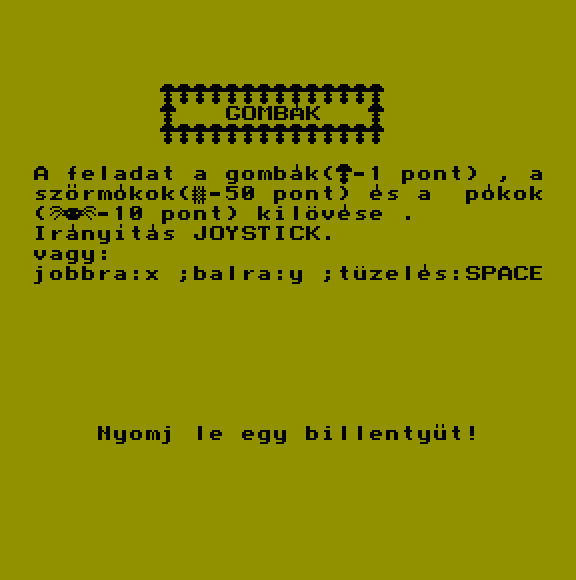 GOMBÁK
A feladat a gombák( -1 pont) , a
szörmókok( -50 pont) és a pókok
( -10 pont) kilövése .
Irányitás JOYSTICK.
vagy:
jobbra:x ;balra:y ;tüzelés:SPACE
Nyomj le egy billentyüt!